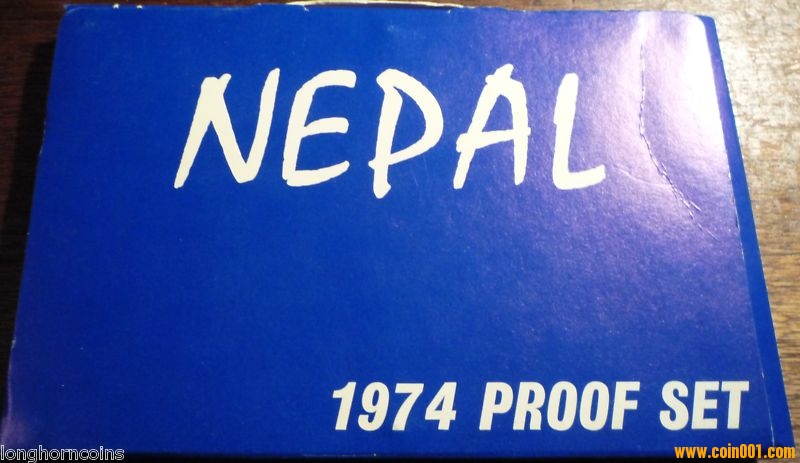 NEPAL
1974 PROOF SET
longhorncoins
www.coin001.com